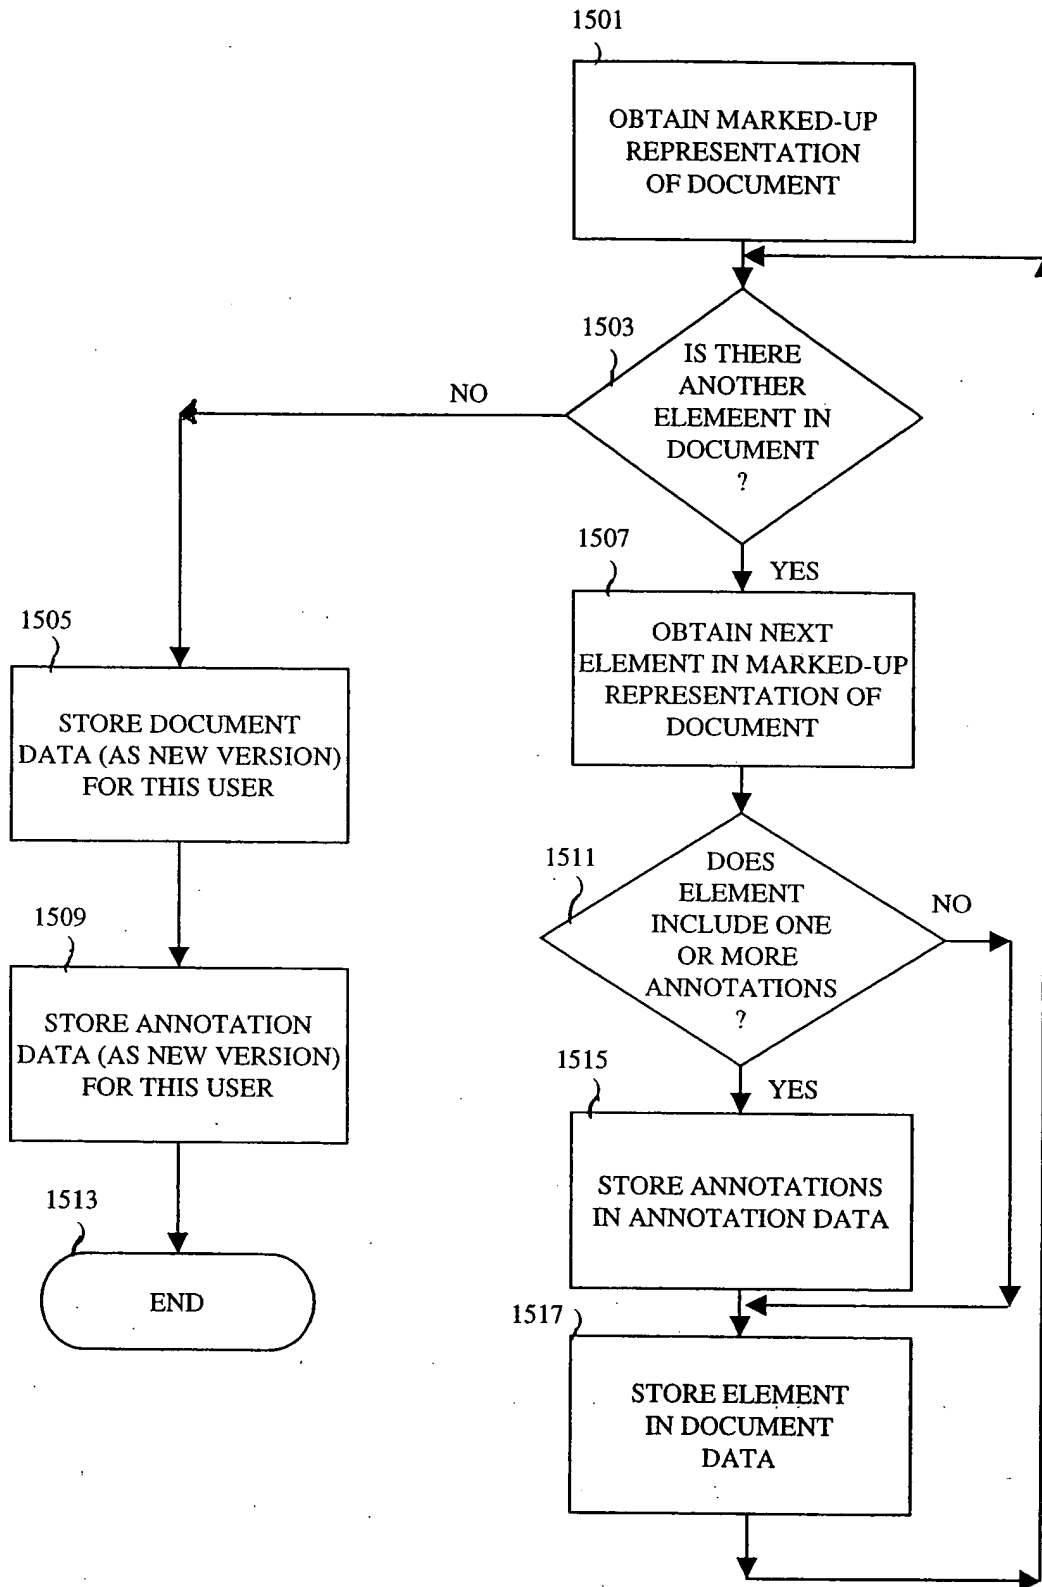 1501
OBTAIN MARKED-UP
REPRESENTATION
OF DOCUMENT
1503
IS THERE
ANOTHER
ELEMEENT IN
DOCUMENT
?
NO
YES
1507
OBTAIN NEXT
ELEMENT IN MARKED-UP
REPRESENTATION OF
DOCUMENT
1505
STORE DOCUMENT
DATA (AS NEW VERSION)
FOR THIS USER
1511
DOES
ELEMENT
INCLUDE ONE
OR MORE
ANNOTATIONS
?
NO
YES
1509
STORE ANNOTATION
DATA (AS NEW VERSION)
FOR THIS USER
1515
STORE ANNOTATIONS
IN ANNOTATION DATA
1513
END
1517
STORE ELEMENT
IN DOCUMENT
DATA